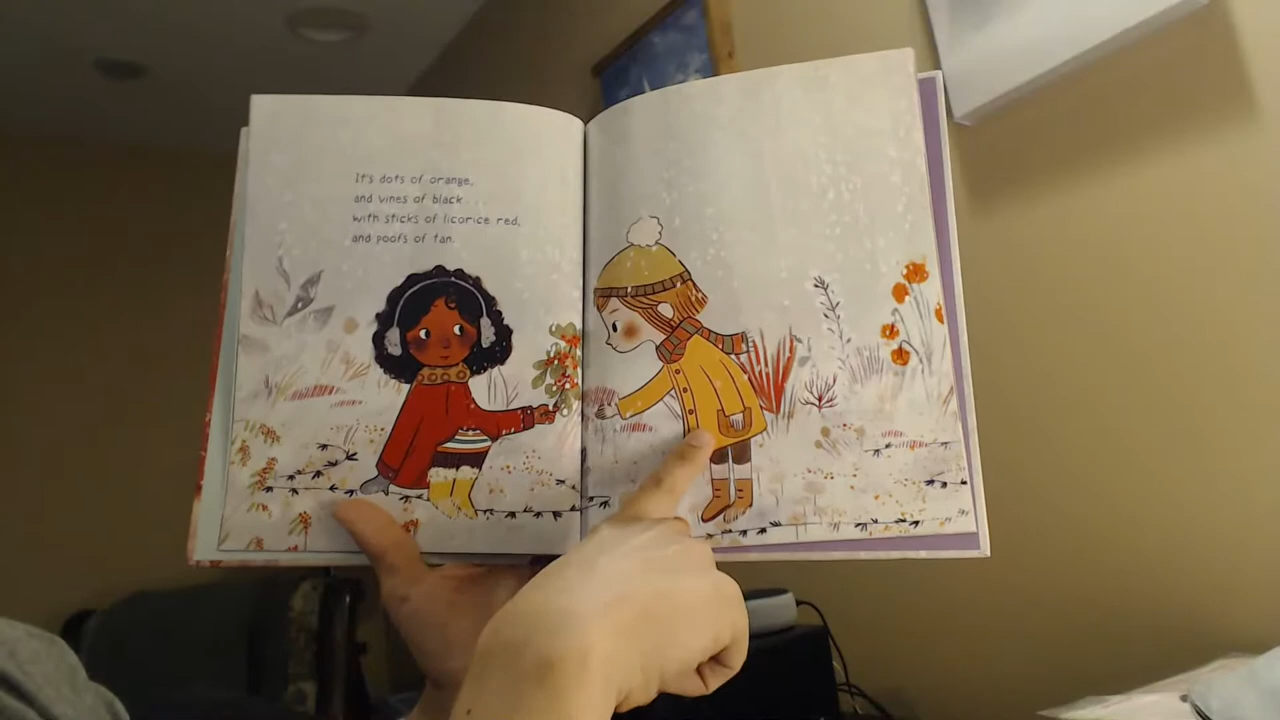 It's dots of orange,
and vines of black
with sticks of licorice red,
and poofs of tan.